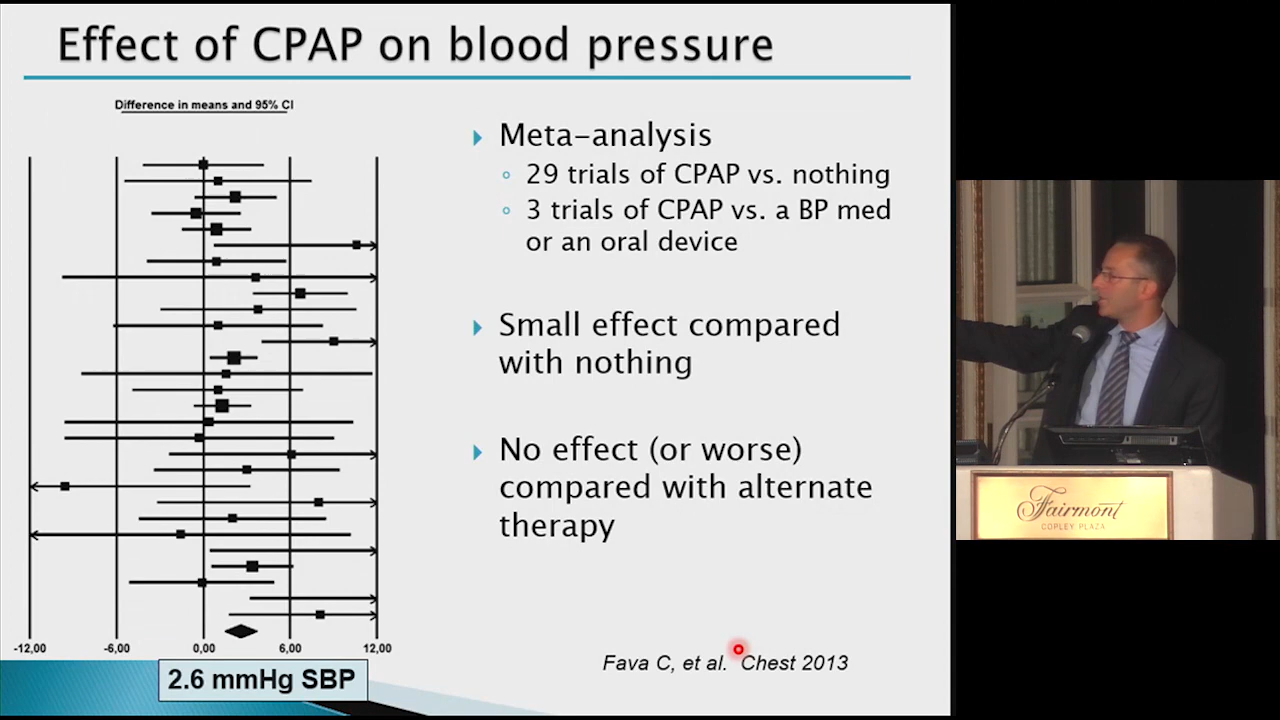 Effect of CPAP on blood pressure
Difference in means and 95% CI
-12,00 -6,00 0,00 6,00 12,00
2.6 mmHg SBP
Meta-analysis
29 trials of CPAP vs. nothing
3 trials of CPAP vs. a BP med
or an oral device
Small effect compared
with nothing
No effect (or worse)
compared with alternate
therapy
Fava C, et al. Chest 2013
Fairmont
COPLEY PLAZA